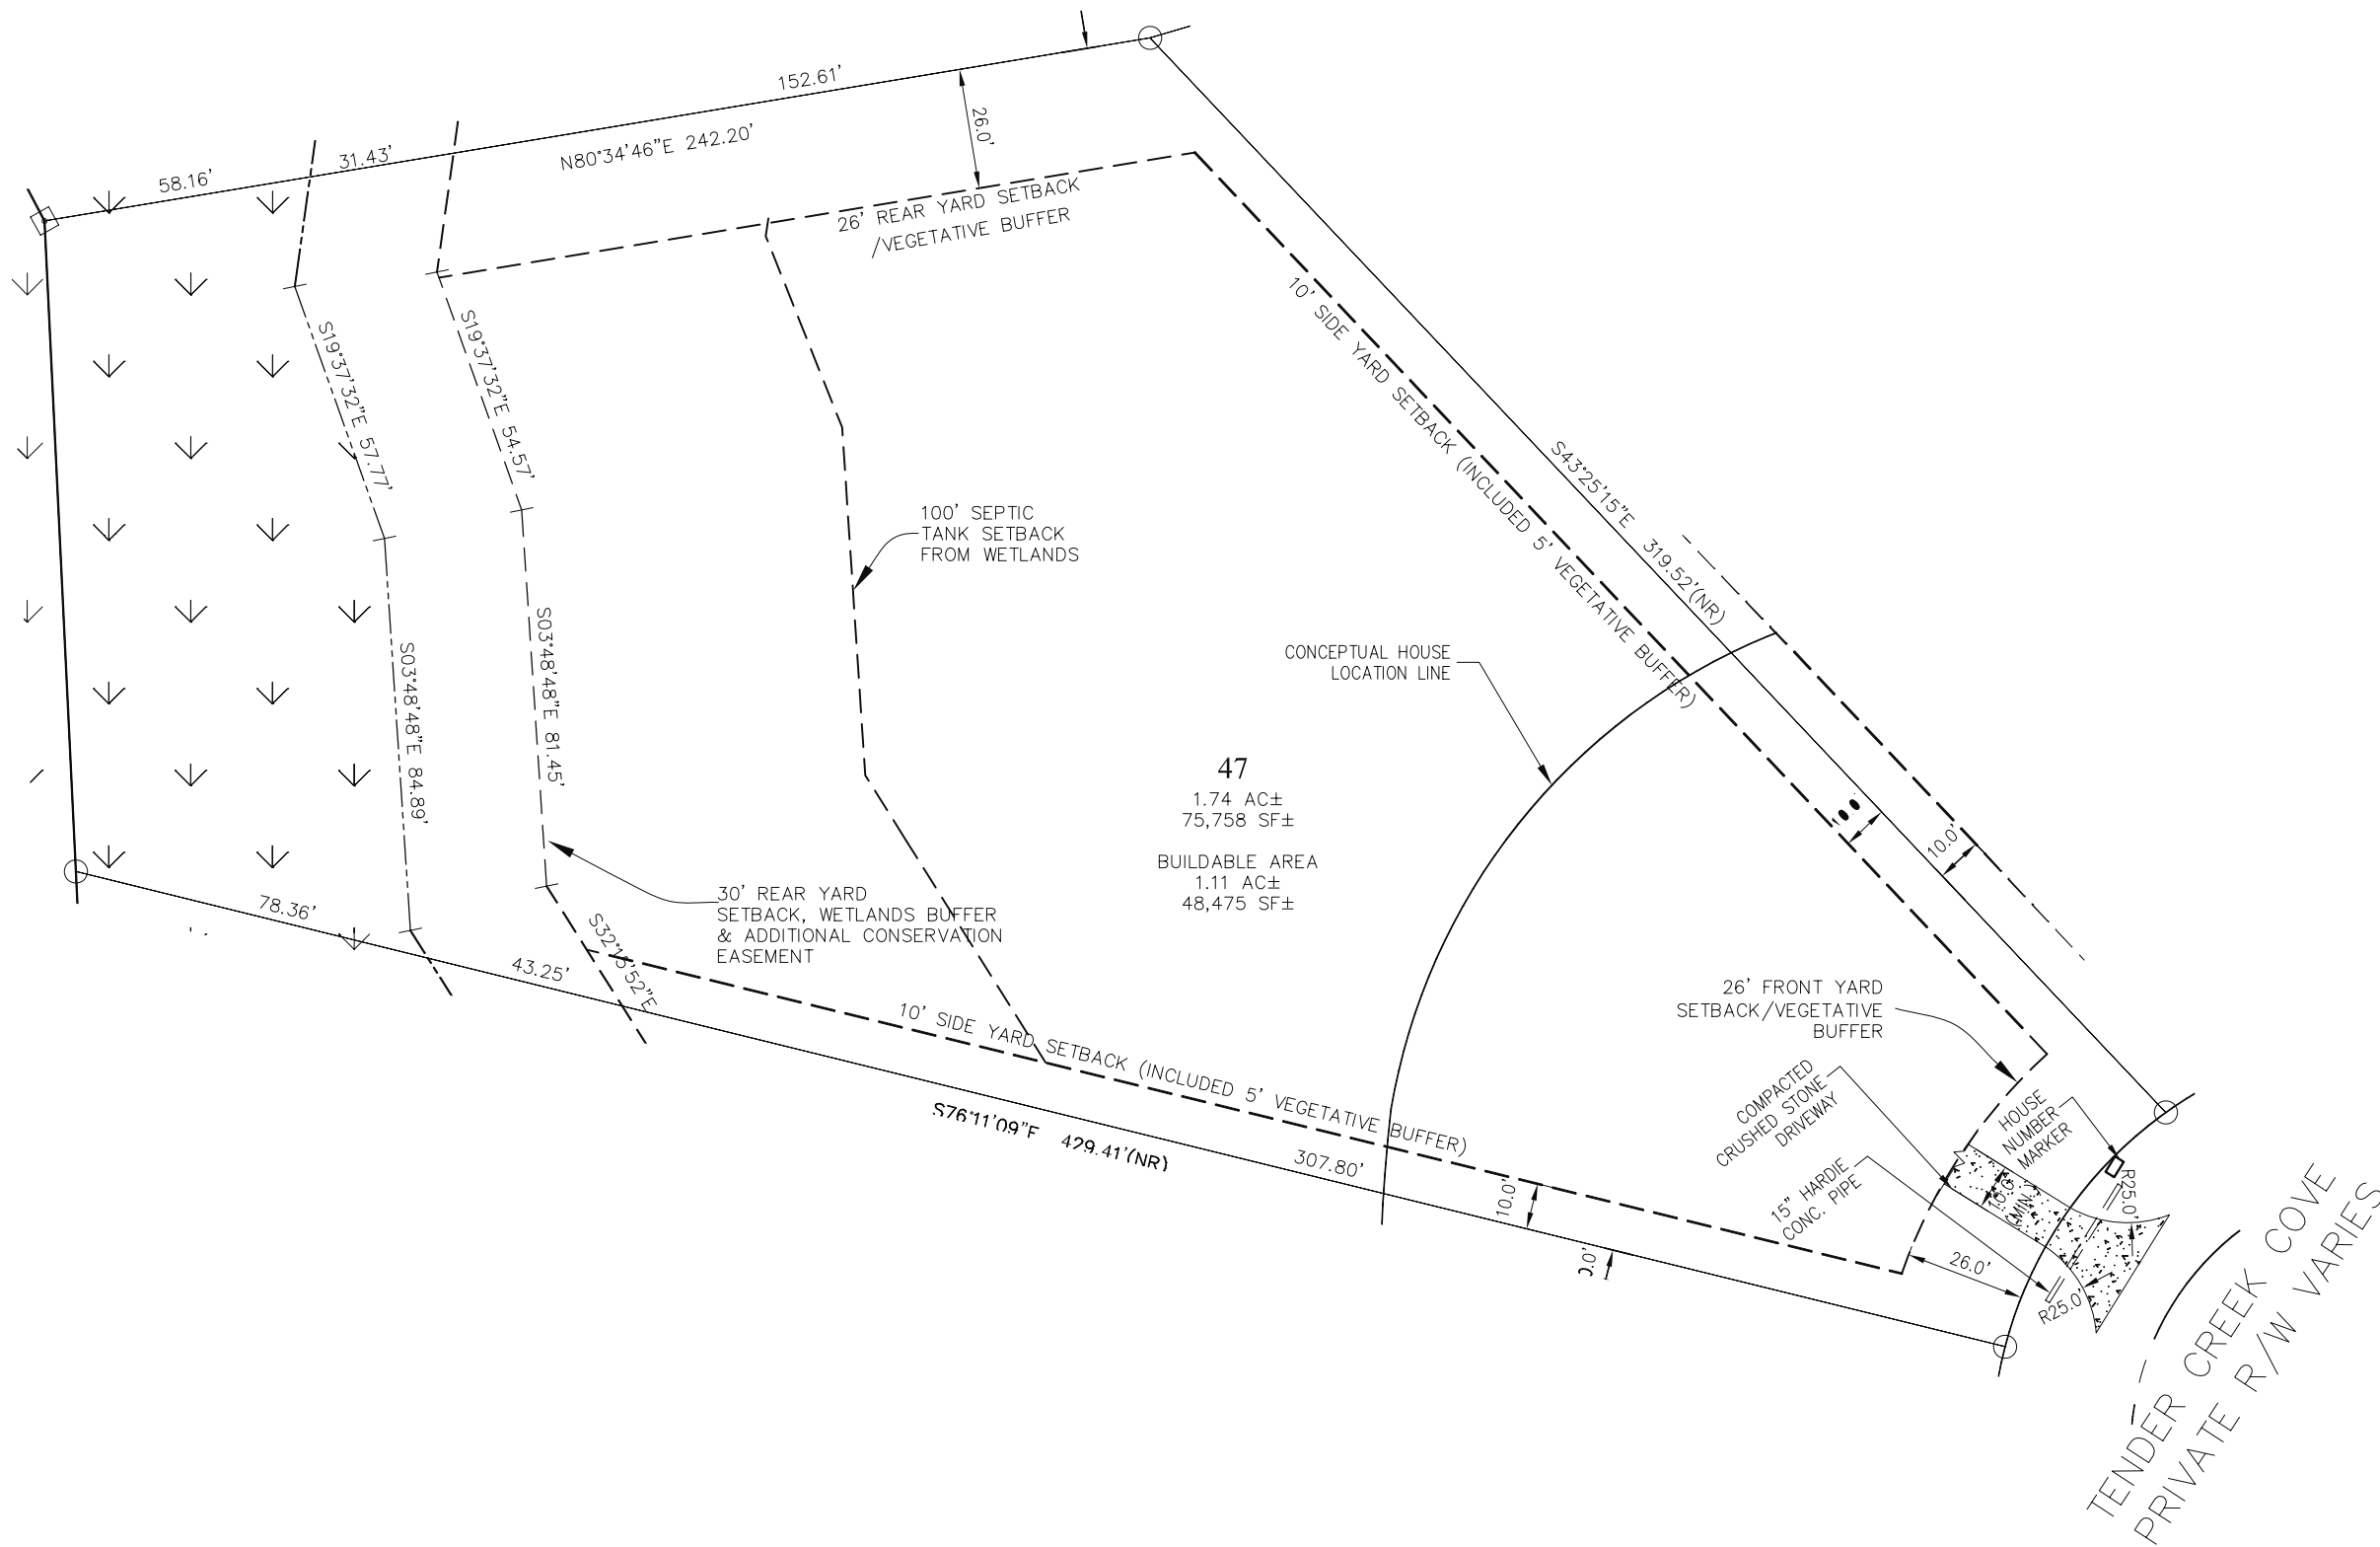 152.61'
N80°34'46"E 242.20'
31.43'
58.16'
26.0'
26' REAR YARD SETBACK
/VEGETATIVE BUFFER
10' SIDE YARD SETBACK (INCLUDED 5' VEGETATIVE BUFFER)
S43°25'15"E
319.52'(NR)
S19°37'32"E 57.77'
S19°37'32"E 54.57'
100' SEPTIC
TANK SETBACK
FROM WETLANDS
S03°48'48"E 84.89'
S03°48'48"E 81.45'
CONCEPTUAL HOUSE
LOCATION LINE
47
1.74 AC±
75,758 SF±
BUILDABLE AREA
1.11 AC±
48,475 SF±
10.0'
30' REAR YARD
SETBACK, WETLANDS BUFFER
& ADDITIONAL CONSERVATION
EASEMENT
78.36'
43.25'
S32°13'52"E
10' SIDE YARD SETBACK (INCLUDED 5' VEGETATIVE BUFFER)
S76°11'09"E 429.41'(NR)
307.80'
10.0'
26' FRONT YARD
SETBACK/VEGETATIVE
BUFFER
COMPACTED
CRUSHED STONE
DRIVEWAY
HOUSE
NUMBER
MARKER
15" HARDIE
CONC. PIPE
10.0'
(MIN.)
R25.0'
26.0'
R25.0'
TENDER CREEK COVE
PRIVATE R/W VARIES